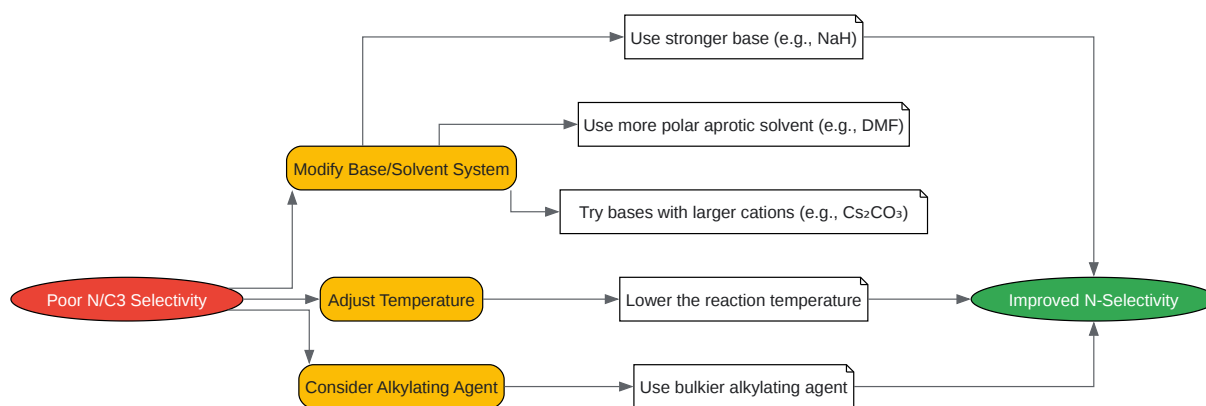 Use stronger base (e.g., NaH)
Use more polar aprotic solvent (e.g., DMF)
Modify Base/Solvent System
Try bases with larger cations (e.g., Cs₂CO₃)
Poor N/C3 Selectivity
Adjust Temperature
Lower the reaction temperature
Improved N-Selectivity
Consider Alkylating Agent
Use bulkier alkylating agent